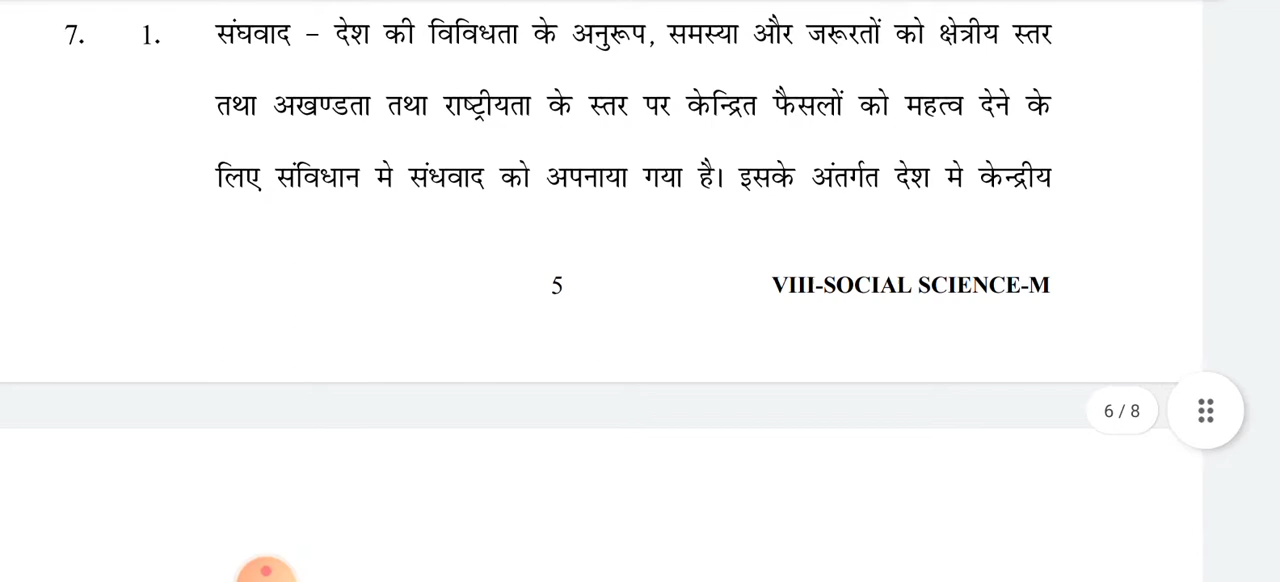 7. 1. संघवाद – देश की विविधता के अनुरूप, समस्या और जरूरतों को क्षेत्रीय स्तर
तथा अखण्डता तथा राष्ट्रीयता के स्तर पर केन्द्रित फैसलों को महत्व देने के
लिए संविधान मे संधवाद को अपनाया गया है। इसके अंतर्गत देश मे केन्द्रीय
5 VIII-SOCIAL SCIENCE-M
6 / 8